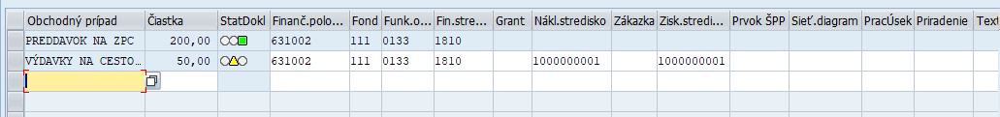 Obchodný prípad Čiastka StatDokl Finanč.polo... Fond Funk.o... Fin.stre... Grant Nákl.stredisko Zákazka Zisk.stredi... Prvok ŠPP Sieť.diagram PracÚsek Priradenie Text
PREDDAVOK NA ZPC 200,00 631002 111 0133 1810
VÝDAVKY NA CESTO... 50,00 631002 111 0133 1810 1000000001 1000000001